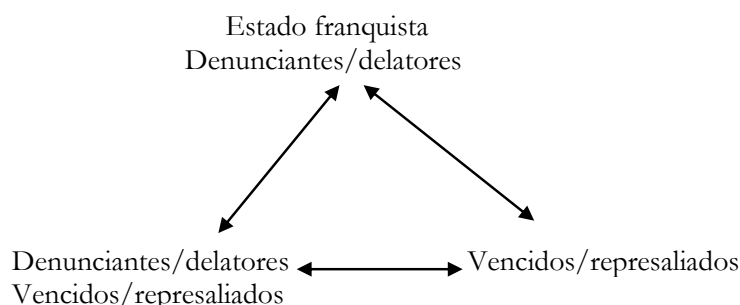 Estado franquista
Denunciantes/delatores
Denunciantes/delatores
Vencidos/represaliados
Vencidos/represaliados